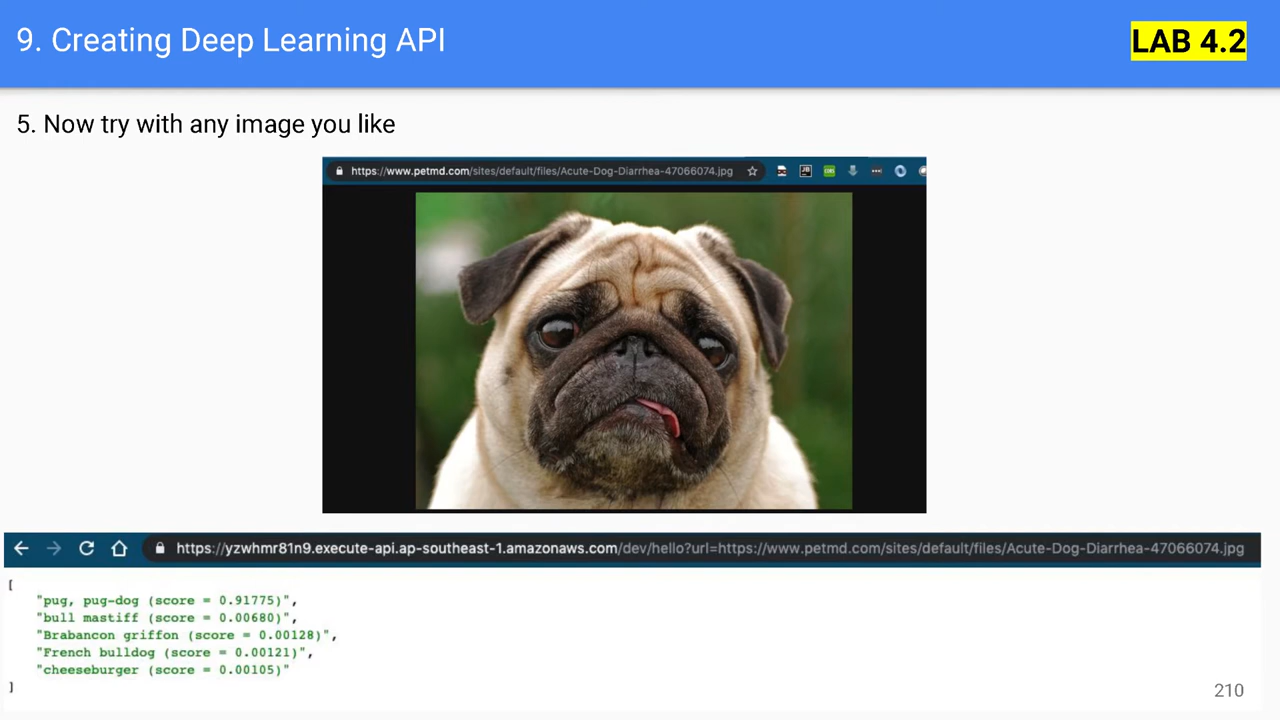 9. Creating Deep Learning API
LAB 4.2
5. Now try with any image you like
https://www.petmd.com/sites/default/files/Acute-Dog-Diarrhea-47066074.jpg
https://yzwhmr81n9.execute-api.ap-southeast-1.amazonaws.com/dev/hello?url=https://www.petmd.com/sites/default/files/Acute-Dog-Diarrhea-47066074.jpg
[
"pug, pug-dog (score = 0.91775)",
"bull mastiff (score = 0.00680)",
"Brabancon griffon (score = 0.00128)",
"French bulldog (score = 0.00121)",
"cheeseburger (score = 0.00105)"
]
210